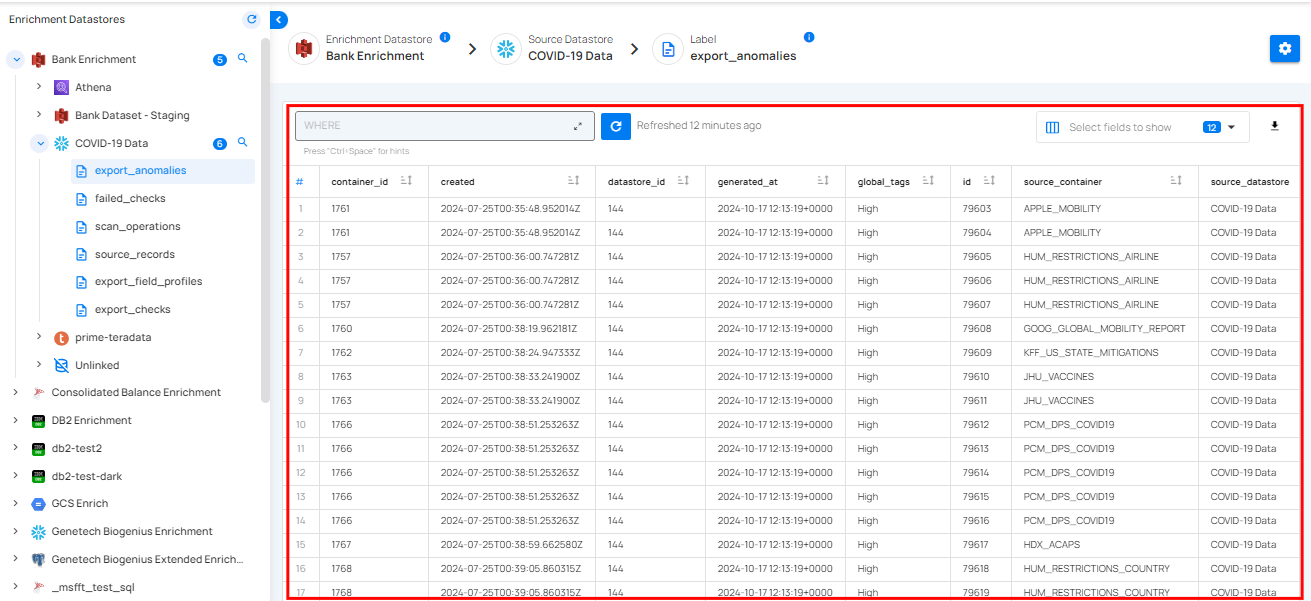 Enrichment Datastores
Bank Enrichment 5
Athena
Bank Dataset - Staging
COVID-19 Data 6
export_anomalies
failed_checks
scan_operations
source_records
export_field_profiles
export_checks
prime-teradata
Unlinked
Consolidated Balance Enrichment
DB2 Enrichment
db2-test2
db2-test-dark
GCS Enrich
Genetech Biogenius Enrichment
Genetech Biogenius Extended Enrich...
_msfft_test_sql
Enrichment Datastore
Bank Enrichment
Source Datastore
COVID-19 Data
Label
export_anomalies
WHERE
Refreshed 12 minutes ago
Select fields to show 12
Press "Ctrl+Space" for hints
# container_id created datastore_id generated_at global_tags id source_container source_datastore
1 1761 2024-07-25T00:35:48.952014Z 144 2024-10-17 12:13:19+0000 High 79603 APPLE_MOBILITY COVID-19 Data
2 1761 2024-07-25T00:35:48.952014Z 144 2024-10-17 12:13:19+0000 High 79604 APPLE_MOBILITY COVID-19 Data
3 1757 2024-07-25T00:36:00.747281Z 144 2024-10-17 12:13:19+0000 High 79605 HUM_RESTRICTIONS_AIRLINE COVID-19 Data
4 1757 2024-07-25T00:36:00.747281Z 144 2024-10-17 12:13:19+0000 High 79606 HUM_RESTRICTIONS_AIRLINE COVID-19 Data
5 1757 2024-07-25T00:36:00.747281Z 144 2024-10-17 12:13:19+0000 High 79607 HUM_RESTRICTIONS_AIRLINE COVID-19 Data
6 1760 2024-07-25T00:38:19.962181Z 144 2024-10-17 12:13:19+0000 High 79608 GOOG_GLOBAL_MOBILITY_REPORT COVID-19 Data
7 1762 2024-07-25T00:38:24.947333Z 144 2024-10-17 12:13:19+0000 High 79609 KFF_US_STATE_MITIGATIONS COVID-19 Data
8 1763 2024-07-25T00:38:33.241900Z 144 2024-10-17 12:13:19+0000 High 79610 JHU_VACCINES COVID-19 Data
9 1763 2024-07-25T00:38:33.241900Z 144 2024-10-17 12:13:19+0000 High 79611 JHU_VACCINES COVID-19 Data
10 1766 2024-07-25T00:38:51.253263Z 144 2024-10-17 12:13:19+0000 High 79612 PCM_DPS_COVID19 COVID-19 Data
11 1766 2024-07-25T00:38:51.253263Z 144 2024-10-17 12:13:19+0000 High 79613 PCM_DPS_COVID19 COVID-19 Data
12 1766 2024-07-25T00:38:51.253263Z 144 2024-10-17 12:13:19+0000 High 79614 PCM_DPS_COVID19 COVID-19 Data
13 1766 2024-07-25T00:38:51.253263Z 144 2024-10-17 12:13:19+0000 High 79615 PCM_DPS_COVID19 COVID-19 Data
14 1766 2024-07-25T00:38:51.253263Z 144 2024-10-17 12:13:19+0000 High 79616 PCM_DPS_COVID19 COVID-19 Data
15 1767 2024-07-25T00:38:59.662580Z 144 2024-10-17 12:13:19+0000 High 79617 HDX_ACAPS COVID-19 Data
16 1768 2024-07-25T00:39:05.860315Z 144 2024-10-17 12:13:19+0000 High 79618 HUM_RESTRICTIONS_COUNTRY COVID-19 Data
17 1768 2024-07-25T00:39:05.860315Z 144 2024-10-17 12:13:19+0000 High 79619 HUM_RESTRICTIONS_COUNTRY COVID-19 Data